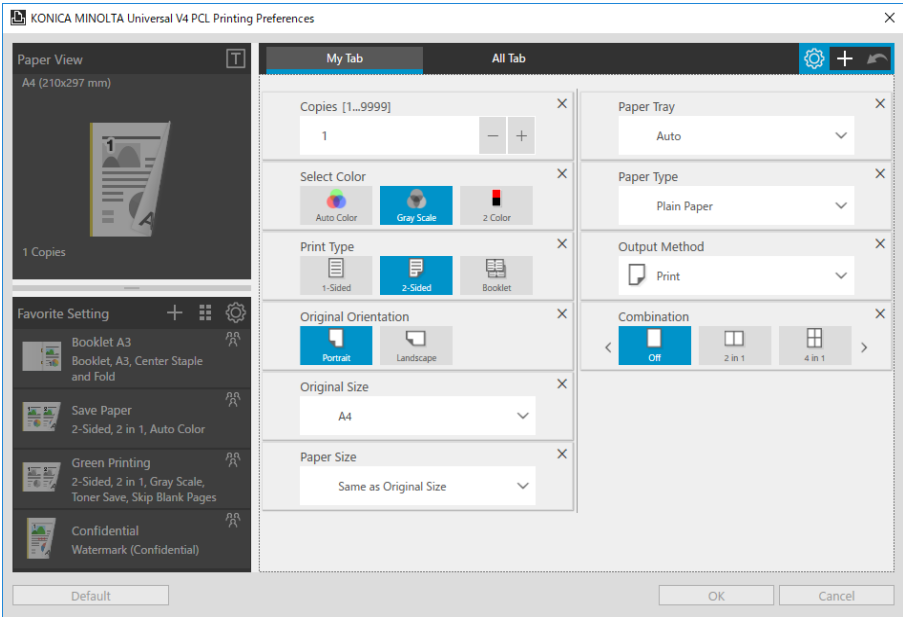 KONICA MINOLTA Universal V4 PCL Printing Preferences
Paper View
T
A4 (210x297 mm)
1
A
1 Copies
Favorite Setting
Booklet A3
Booklet, A3, Center Staple
and Fold
Save Paper
2-Sided, 2 in 1, Auto Color
Green Printing
2-Sided, 2 in 1, Gray Scale,
Toner Save, Skip Blank Pages
Confidential
Watermark (Confidential)
My Tab
All Tab
Copies [1...9999]
1
Select Color
Auto Color
Gray Scale
2 Color
Print Type
1-Sided
2-Sided
Booklet
Original Orientation
Portrait
Landscape
Original Size
A4
Paper Size
Same as Original Size
Paper Tray
Auto
Paper Type
Plain Paper
Output Method
Print
Combination
Off
2 in 1
4 in 1
Default
OK
Cancel